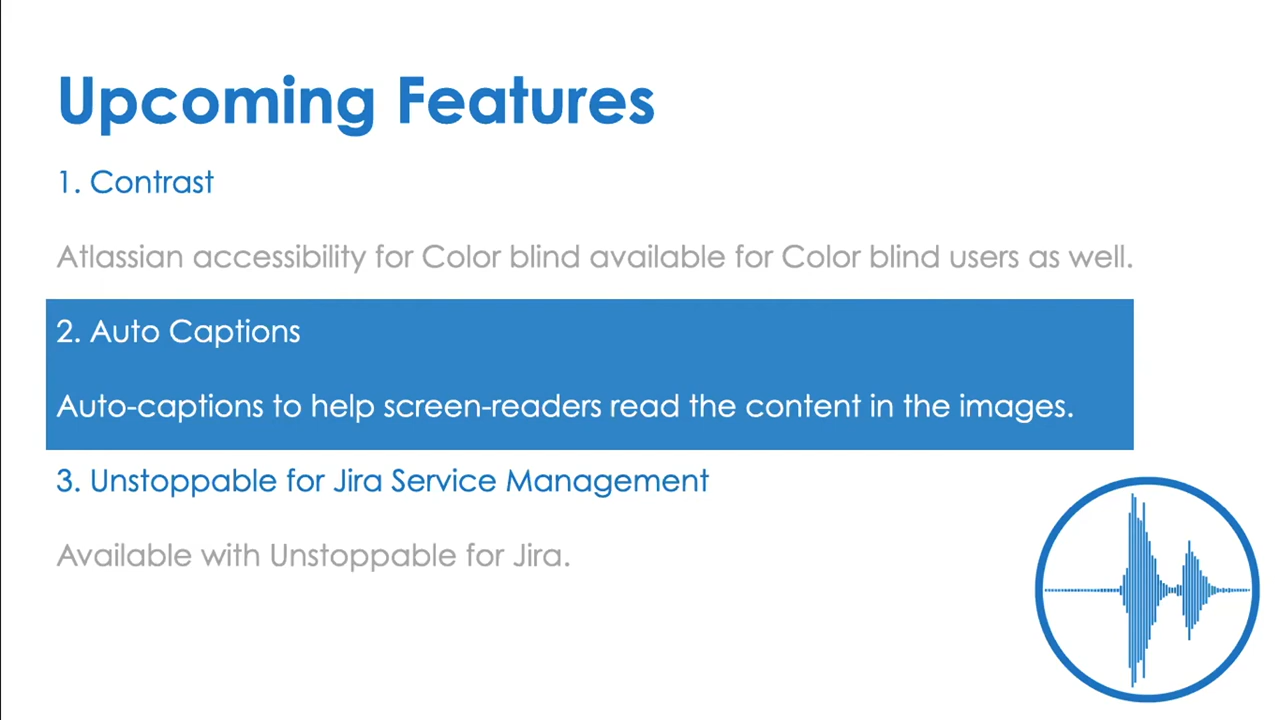 Upcoming Features
1. Contrast
Atlassian accessibility for Color blind available for Color blind users as well.
2. Auto Captions
Auto-captions to help screen-readers read the content in the images.
3. Unstoppable for Jira Service Management
Available with Unstoppable for Jira.